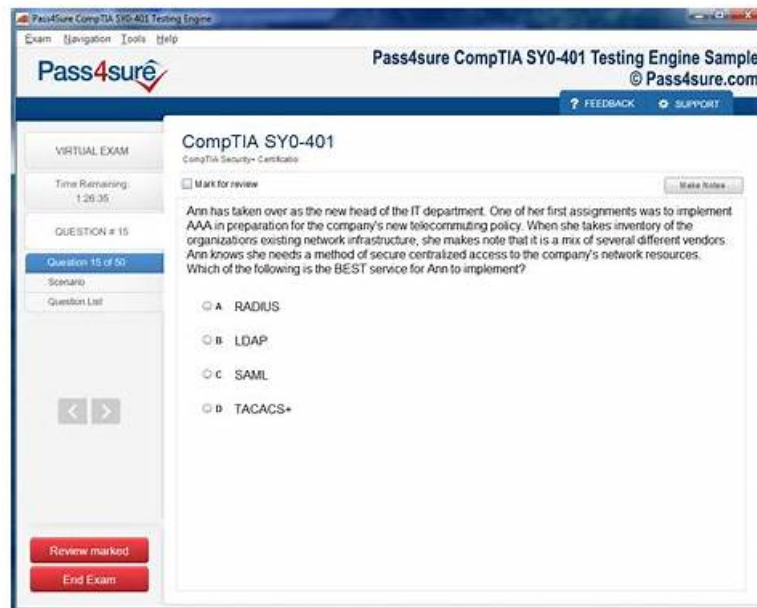 Pass4Sure CompTIA SY0-401 Testing Engine
Exam Navigation Tools Help
Pass4sure
Pass4sure CompTIA SY0-401 Testing Engine Sample
© Pass4sure.com
? FEEDBACK SUPPORT
VIRTUAL EXAM
Time Remaining:
1:26:35
QUESTION # 15
Question 15 of 50
Scenario
Question List
Review marked
End Exam
CompTIA SY0-401
CompTIA Security+ Certificatio
Mark for review
Make Notes
Ann has taken over as the new head of the IT department. One of her first assignments was to implement
AAA in preparation for the company's new telecommuting policy. When she takes inventory of the
organizations existing network infrastructure, she makes note that it is a mix of several different vendors.
Ann knows she needs a method of secure centralized access to the company's network resources.
Which of the following is the BEST service for Ann to implement?
A RADIUS
B LDAP
C SAML
D TACACS+